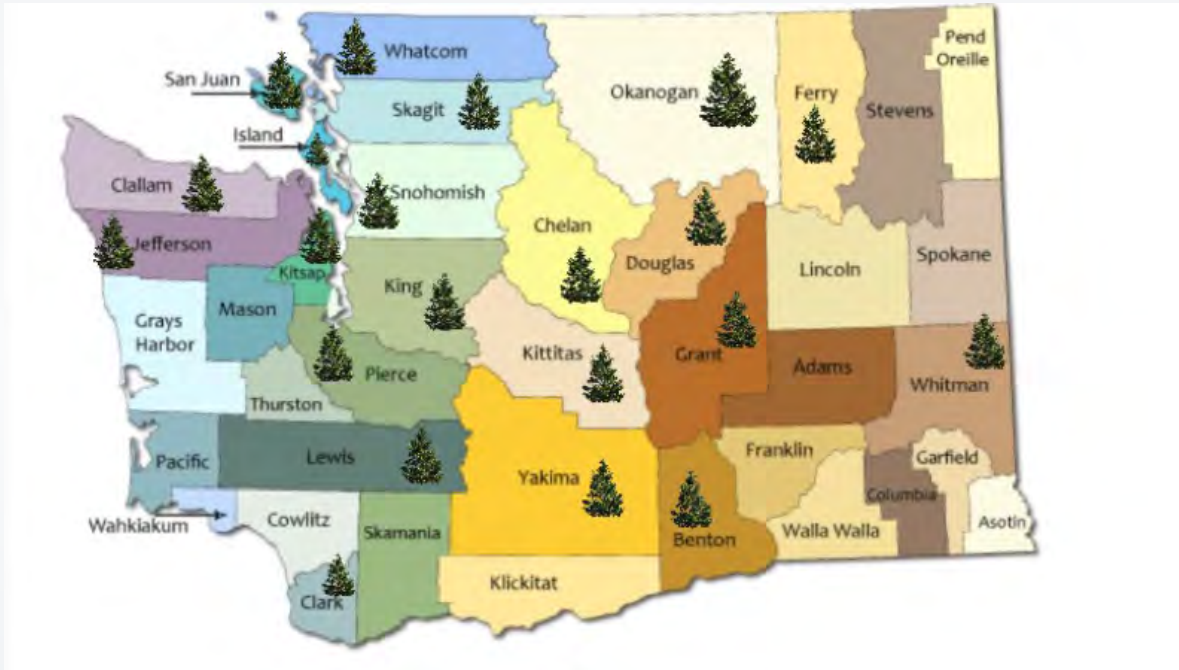 Whatcom
San Juan
Skagit
Island
Okanogan
Ferry
Stevens
Pend
Oreille
Clallam
Snohomish
Chelan
Jefferson
Kitsap
King
Douglas
Lincoln
Spokane
Grays
Harbor
Mason
Kittitas
Grant
Adams
Whitman
Pierce
Thurston
Pacific
Lewis
Yakima
Franklin
Garfield
Columbia
Wahkiakum
Cowlitz
Skamania
Benton
Walla Walla
Asotin
Klickitat
Clark